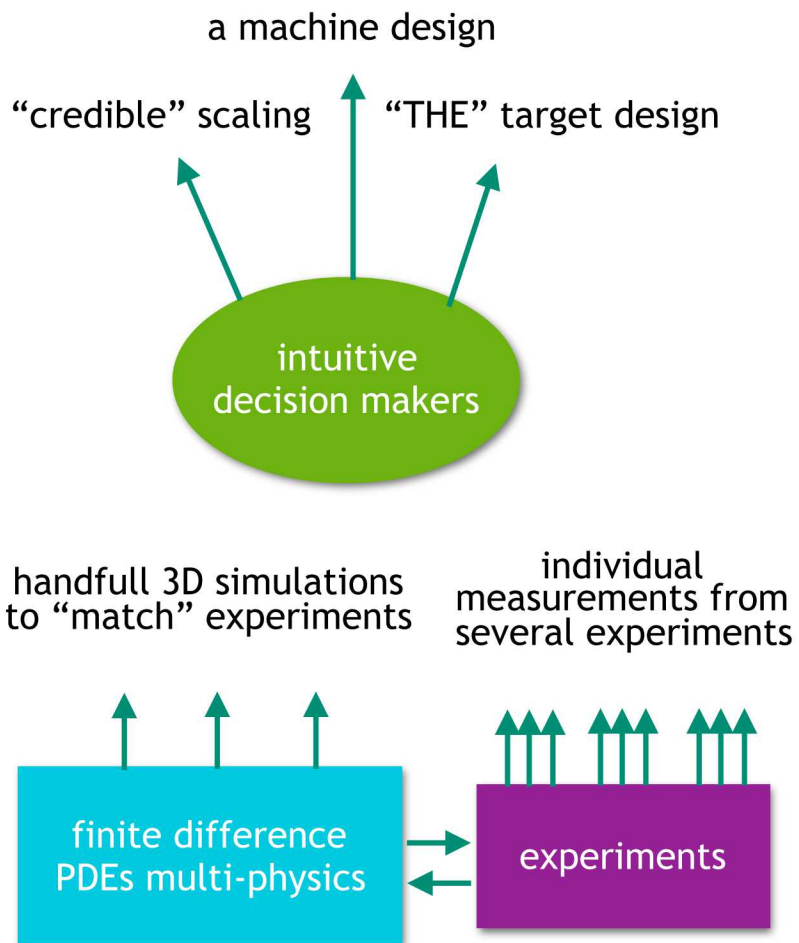 a machine design
“credible” scaling
“THE” target design
intuitive
decision makers
handfull 3D simulations
to “match” experiments
individual
measurements from
several experiments
finite difference
PDEs multi-physics
experiments